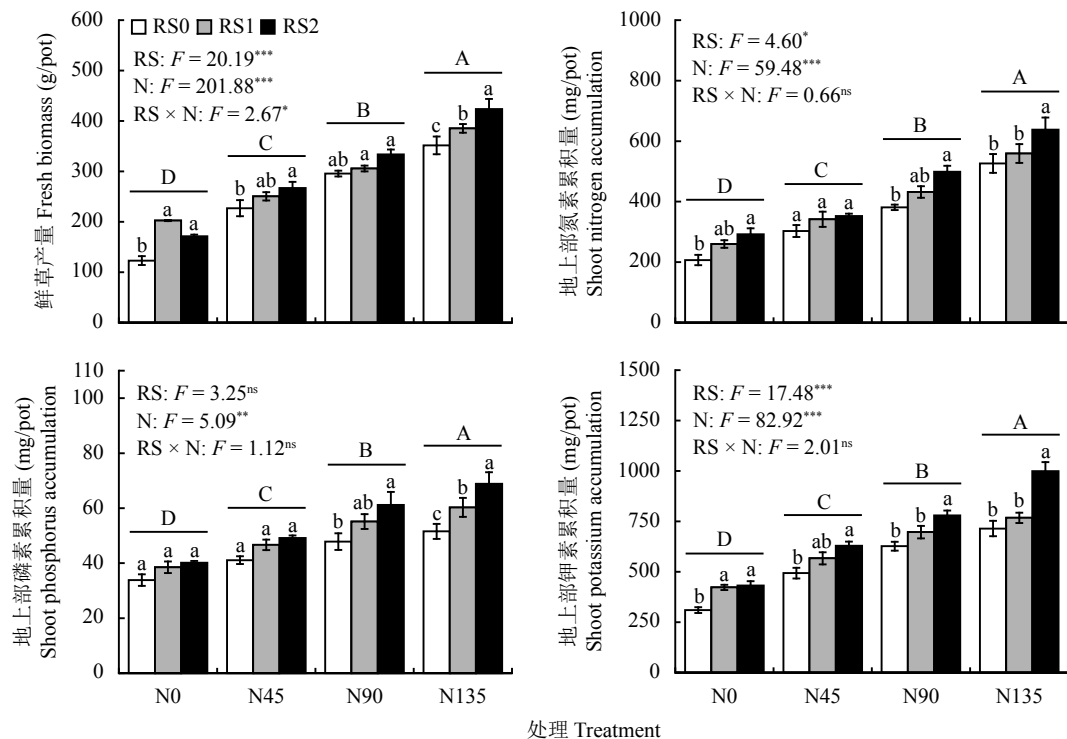 鲜草产量 Fresh biomass (g/pot)
600
500
400
300
200
100
0
RS0 RS1 RS2
RS: F = 20.19***
N: F = 201.88***
RS × N: F = 2.67*
D
C
B
A
b a a
b ab a
ab b a
c b a
地上部氮素累积量
Shoot nitrogen accumulation (mg/pot)
1000
800
600
400
200
0
RS: F = 4.60*
N: F = 59.48***
RS × N: F = 0.66ns
D
C
B
A
b ab a
a a a
b ab a
b b a
地上部磷素累积量
Shoot phosphorus accumulation (mg/pot)
110
100
80
60
40
20
0
RS: F = 3.25ns
N: F = 5.09**
RS × N: F = 1.12ns
D
C
B
A
a a a
a a a
b ab a
c b a
N0 N45 N90 N135
地上部钾素累积量
Shoot potassium accumulation (mg/pot)
1500
1250
1000
750
500
250
0
RS: F = 17.48***
N: F = 82.92***
RS × N: F = 2.01ns
D
C
B
A
b a a
b ab a
b b a
b b a
N0 N45 N90 N135
处理 Treatment